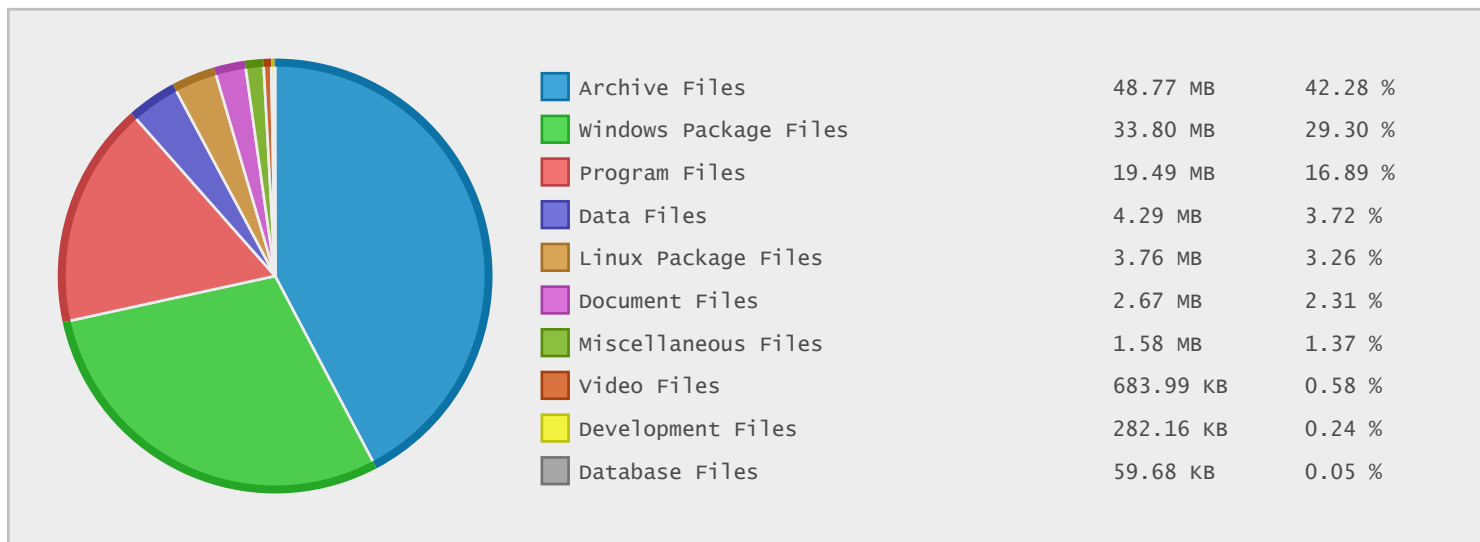 Archive Files 48.77 MB 42.28 %
Windows Package Files 33.80 MB 29.30 %
Program Files 19.49 MB 16.89 %
Data Files 4.29 MB 3.72 %
Linux Package Files 3.76 MB 3.26 %
Document Files 2.67 MB 2.31 %
Miscellaneous Files 1.58 MB 1.37 %
Video Files 683.99 KB 0.58 %
Development Files 282.16 KB 0.24 %
Database Files 59.68 KB 0.05 %